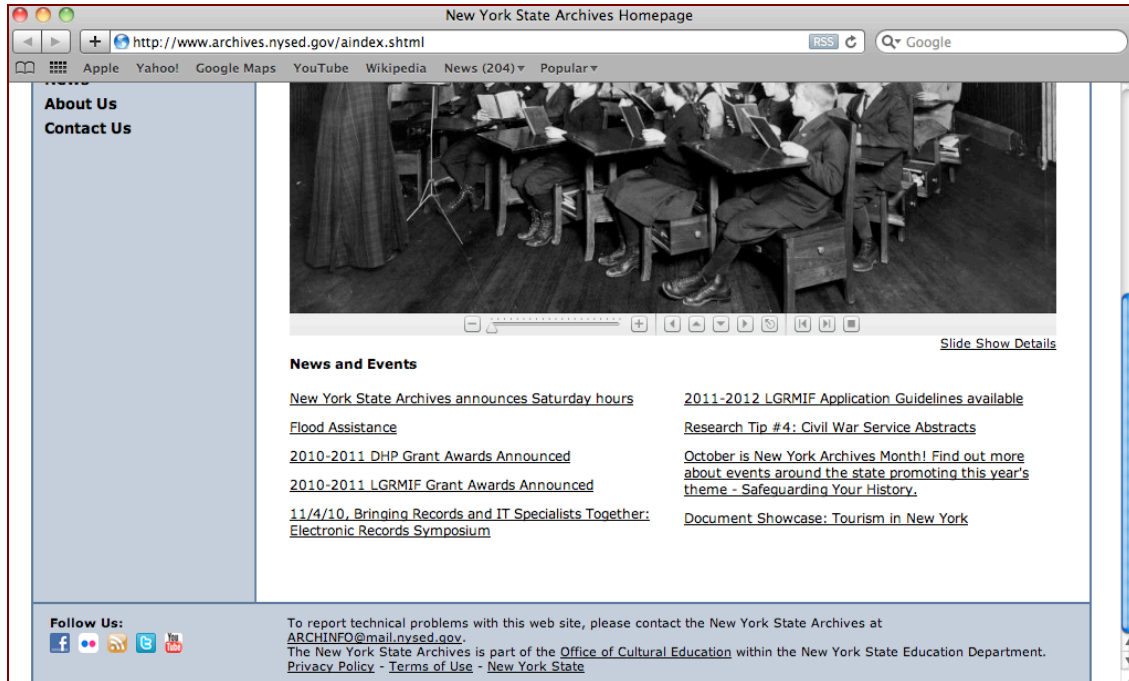 New York State Archives Homepage
http://www.archives.nysed.gov/aindex.shtml
RSS
Google
Apple Yahoo! Google Maps YouTube Wikipedia News (204) Popular
News
About Us
Contact Us
Slide Show Details
News and Events
New York State Archives announces Saturday hours
Flood Assistance
2010-2011 DHP Grant Awards Announced
2010-2011 LGRMIF Grant Awards Announced
11/4/10, Bringing Records and IT Specialists Together:
Electronic Records Symposium
2011-2012 LGRMIF Application Guidelines available
Research Tip #4: Civil War Service Abstracts
October is New York Archives Month! Find out more
about events around the state promoting this year's
theme - Safeguarding Your History.
Document Showcase: Tourism in New York
Follow Us:
f
You
Tube
To report technical problems with this web site, please contact the New York State Archives at
ARCHINFO@mail.nysed.gov.
The New York State Archives is part of the Office of Cultural Education within the New York State Education Department.
Privacy Policy - Terms of Use - New York State